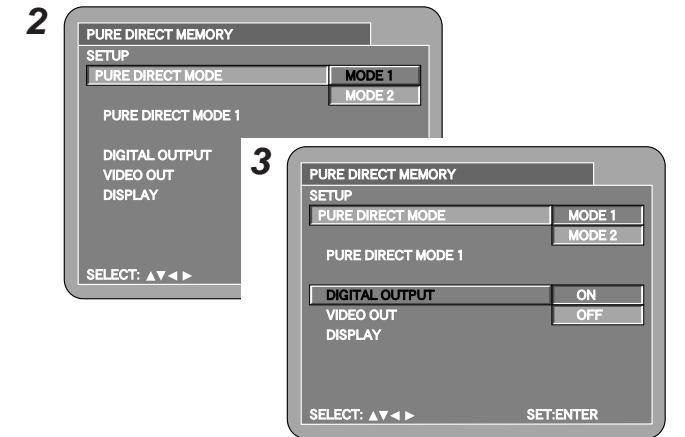 2
PURE DIRECT MEMORY
SETUP
PURE DIRECT MODE MODE 1
MODE 2
PURE DIRECT MODE 1
DIGITAL OUTPUT
VIDEO OUT
DISPLAY
SELECT: ▲▼◄ ►
3
PURE DIRECT MEMORY
SETUP
PURE DIRECT MODE MODE 1
MODE 2
PURE DIRECT MODE 1
DIGITAL OUTPUT ON
VIDEO OUT OFF
DISPLAY
SELECT: ▲▼◄ ► SET:ENTER